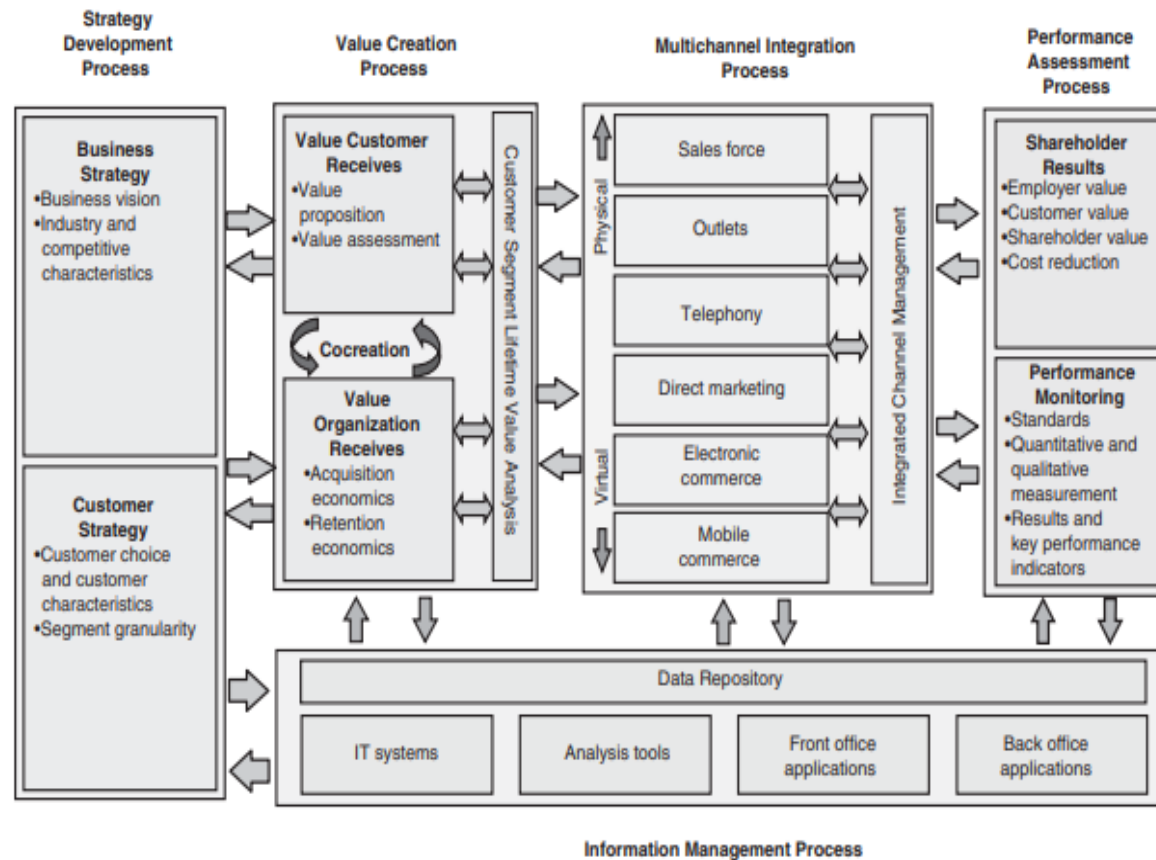 Strategy
Development
Process
Value Creation
Process
Multichannel Integration
Process
Performance
Assessment
Process
Business
Strategy
•Business vision
•Industry and
competitive
characteristics
Customer
Strategy
•Customer choice
and customer
characteristics
•Segment granularity
Value Customer
Receives
•Value
proposition
•Value assessment
Cocreation
Value
Organization
Receives
•Acquisition
economics
•Retention
economics
Customer Segment Lifetime Value Analysis
Physical
Virtual
Sales force
Outlets
Telephony
Direct marketing
Electronic
commerce
Mobile
commerce
Integrated Channel Management
Shareholder
Results
•Employer value
•Customer value
•Shareholder value
•Cost reduction
Performance
Monitoring
•Standards
•Quantitative and
qualitative
measurement
•Results and
key performance
indicators
Data Repository
IT systems
Analysis tools
Front office
applications
Back office
applications
Information Management Process